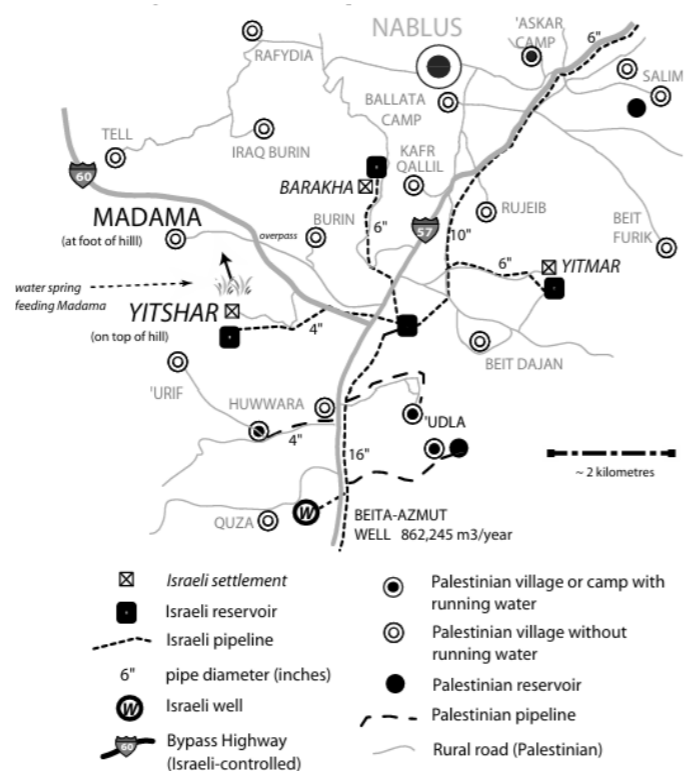 NABLUS
'ASKAR
CAMP
6"
RAFYDIA
SALIM
BALLATA
CAMP
TELL
IRAQ BURIN
KAFR
QALLIL
60
BARAKHA
MADAMA
(at foot of hilll)
BURIN
overpass
6"
57
10"
RUJEIB
BEIT
FURIK
6"
YITMAR
water spring
feeding Madama
YITSHAR
(on top of hill)
4"
BEIT DAJAN
'URIF
HUWWARA
'UDLA
4"
16"
~ 2 kilometres
QUZA
W
BEITA-AZMUT
WELL 862,245 m3/year
Israeli settlement
Israeli reservoir
Israeli pipeline
6" pipe diameter (inches)
W Israeli well
60 Bypass Highway
(Israeli-controlled)
Palestinian village or camp with
running water
Palestinian village without
running water
Palestinian reservoir
Palestinian pipeline
Rural road (Palestinian)